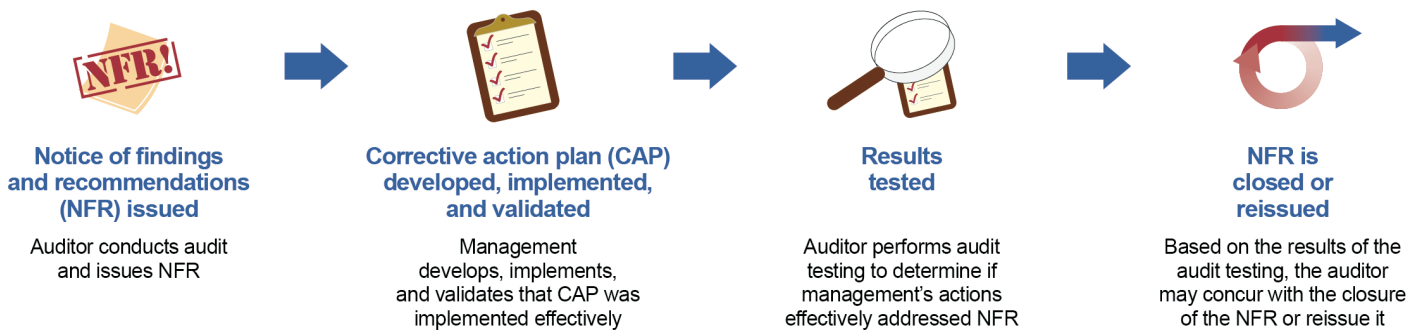 NFR!
Notice of findings
and recommendations
(NFR) issued
Auditor conducts audit
and issues NFR
Corrective action plan (CAP)
developed, implemented,
and validated
Management
develops, implements,
and validates that CAP was
implemented effectively
Results
tested
Auditor performs audit
testing to determine if
management’s actions
effectively addressed NFR
NFR is
closed or
reissued
Based on the results of the
audit testing, the auditor
may concur with the closure
of the NFR or reissue it